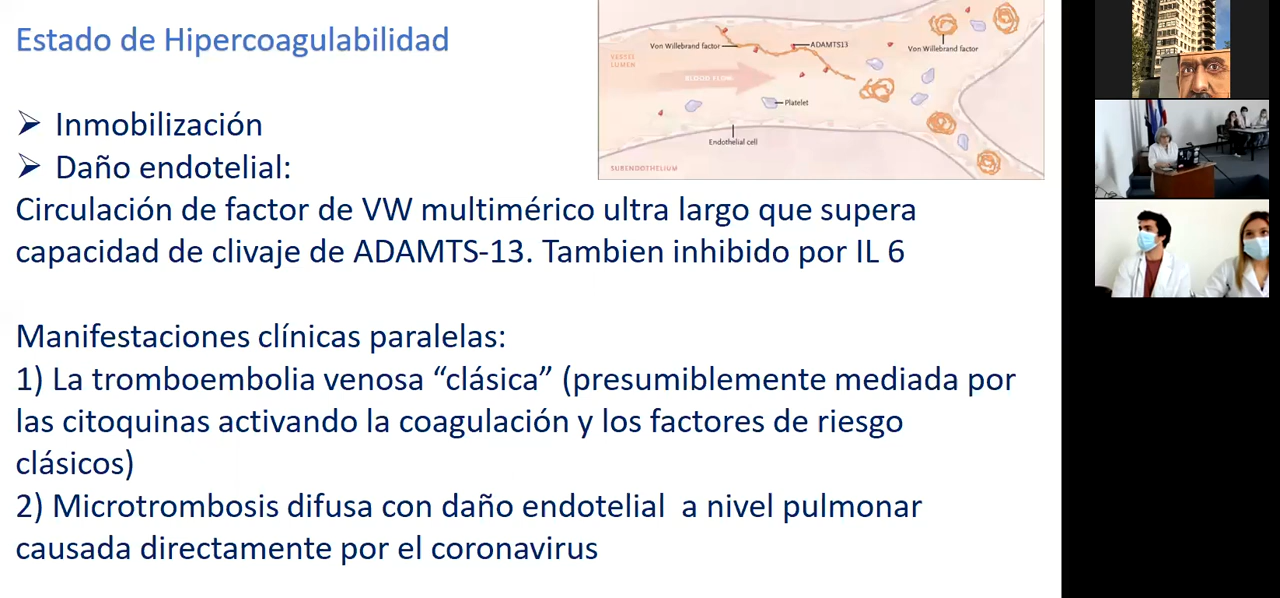 Estado de Hipercoagulabilidad
Von Willebrand factor
ADAMTS13
Von Willebrand factor
VESSEL
LUMEN
BLOOD FLOW
Platelet
Endothelial cell
SUBENDOTHELIUM
➢ Inmobilización
➢ Daño endotelial:
Circulación de factor de VW multimérico ultra largo que supera
capacidad de clivaje de ADAMTS-13. Tambien inhibido por IL 6
Manifestaciones clínicas paralelas:
1) La tromboembolia venosa “clásica” (presumiblemente mediada por
las citoquinas activando la coagulación y los factores de riesgo
clásicos)
2) Microtrombosis difusa con daño endotelial  a nivel pulmonar
causada directamente por el coronavirus